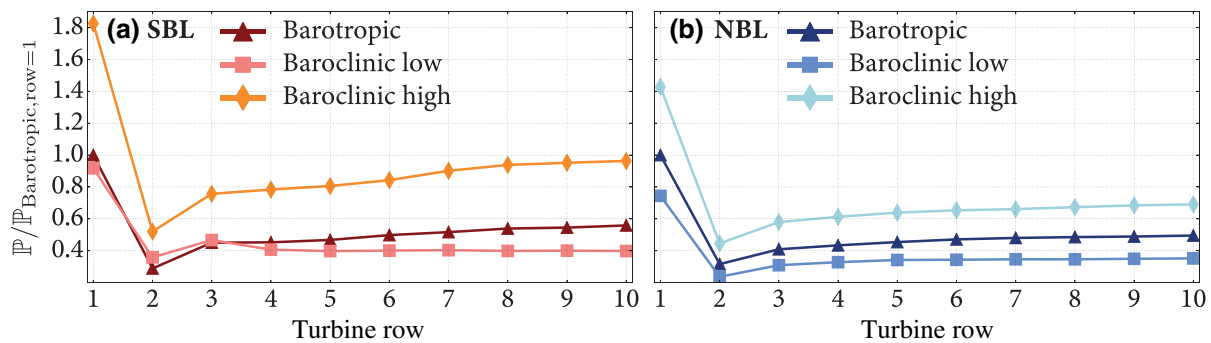 (a) SBL
Barotropic
Baroclinic low
Baroclinic high
1.8
1.6
1.4
1.2
1.0
0.8
0.6
0.4
ℙ/ℙBarotropic,row=1
1 2 3 4 5 6 7 8 9 10
Turbine row
(b) NBL
Barotropic
Baroclinic low
Baroclinic high
1 2 3 4 5 6 7 8 9 10
Turbine row